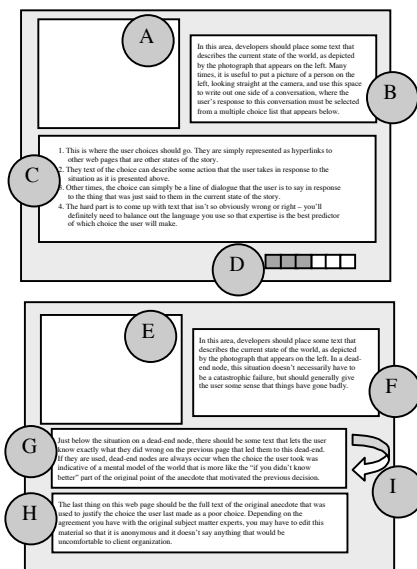 A
In this area, developers should place some text that
describes the current state of the world, as depicted
by the photograph that appears on the left. Many
times, it is useful to put a picture of a person on the
left, looking straight at the camera, and use this space
to write out one side of a conversation, where the
user's response to this conversation must be selected
from a multiple choice list that appears below.
B
C
1. This is where the user choices should go. They are simply represented as hyperlinks to
other web pages that are other states of the story.
2. They text of the choice can describe some action that the user takes in response to the
situation as it is presented above.
3. Other times, the choice can simply be a line of dialogue that the user is to say in response
to the thing that was just said to them in the current state of the story.
4. The hard part is to come up with text that isn't so obviously wrong or right – you'll
definitely need to balance out the language you use so that expertise is the best predictor
of which choice the user will make.
D
E
In this area, developers should place some text that
describes the current state of the world, as depicted
by the photograph that appears on the left. In a dead-
end node, this situation doesn't necessarily have to
be a catastrophic failure, but should generally give
the user some sense that things have gone badly.
F
G
Just below the situation on a dead-end node, there should be some text that lets the user
know exactly what they did wrong on the previous page that led them to this dead-end.
If they are used, dead-end nodes are always occur when the choice the user took was
indicative of a mental model of the world that is more like the "if you didn't know
better" part of the original point of the anecdote that motivated the previous decision.
I
H
The last thing on this web page should be the full text of the original anecdote that was
used to justify the choice the user last made as a poor choice. Depending on the
agreement you have with the original subject matter experts, you may have to edit this
material so that it is anonymous and it doesn't say anything that would be
uncomfortable to client organization.